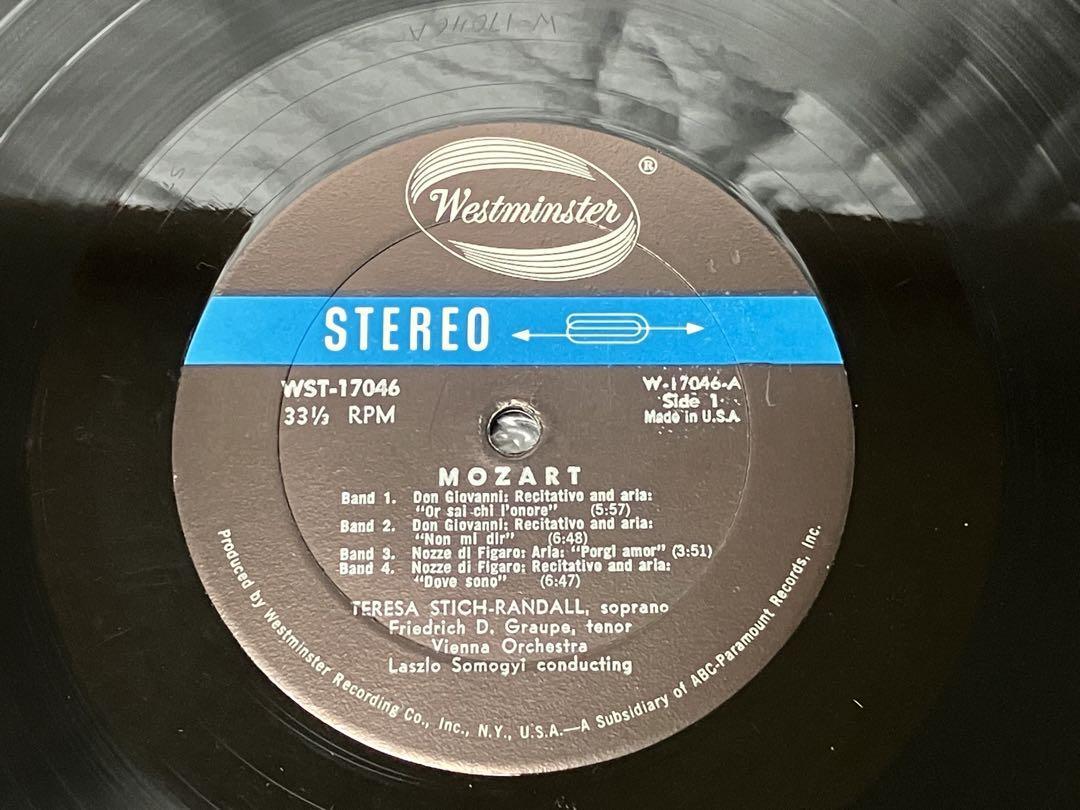 W-17046A
Westminster ®
STEREO
WST-17046
33⅓ RPM
W-17046-A
Side 1
Made in U.S.A.
MOZART
Band 1. Don Giovanni: Recitativo and aria:
"Or sai chi l'onore" (5:57)
Band 2. Don Giovanni: Recitativo and aria:
"Non mi dir" (6:48)
Band 3. Nozze di Figaro: Aria: "Porgi amor" (3:51)
Band 4. Nozze di Figaro: Recitativo and aria:
"Dove sono" (6:47)
TERESA STICH-RANDALL, soprano
Friedrich D. Graupe, tenor
Vienna Orchestra
Laszlo Somogyi conducting
Produced by Westminster Recording Co., Inc., N.Y., U.S.A.—A Subsidiary of ABC-Paramount Records, Inc.